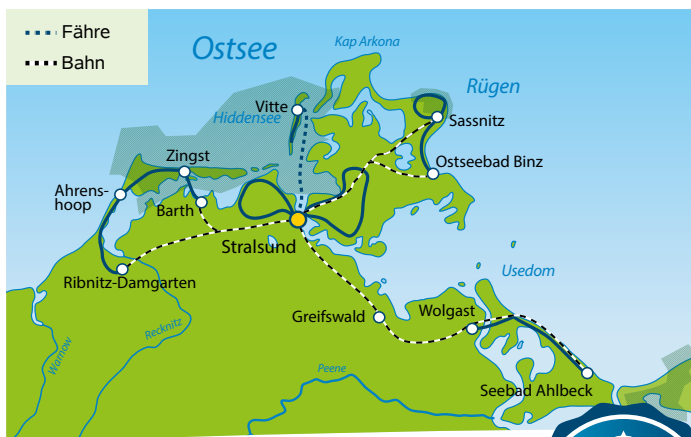 Fähre
Bahn
Ostsee
Kap Arkona
Rügen
Vitte
Hiddensee
Sassnitz
Zingst
Ostseebad Binz
Ahrens-
hoop
Barth
Stralsund
Ribnitz-Damgarten
Usedom
Greifswald
Wolgast
Recknitz
Warnow
Peene
Seebad Ahlbeck